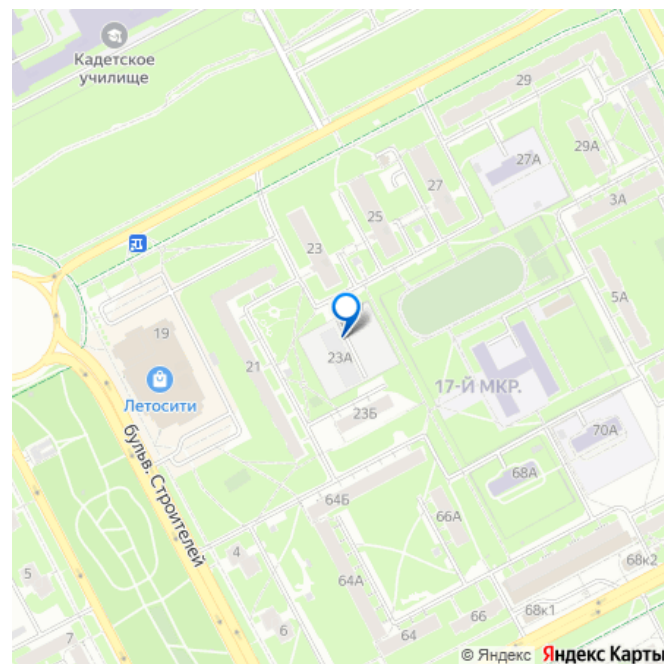 Кадетское
училище
29
29А
27А
27
3А
25
23
5А
19
21
23А
Летосити
17-Й МКР.
23Б
70А
68А
бульв. Строителей
64Б
66А
4
5
64А
68к2
68к1
66
6
7
64
© Яндекс Яндекс Карты